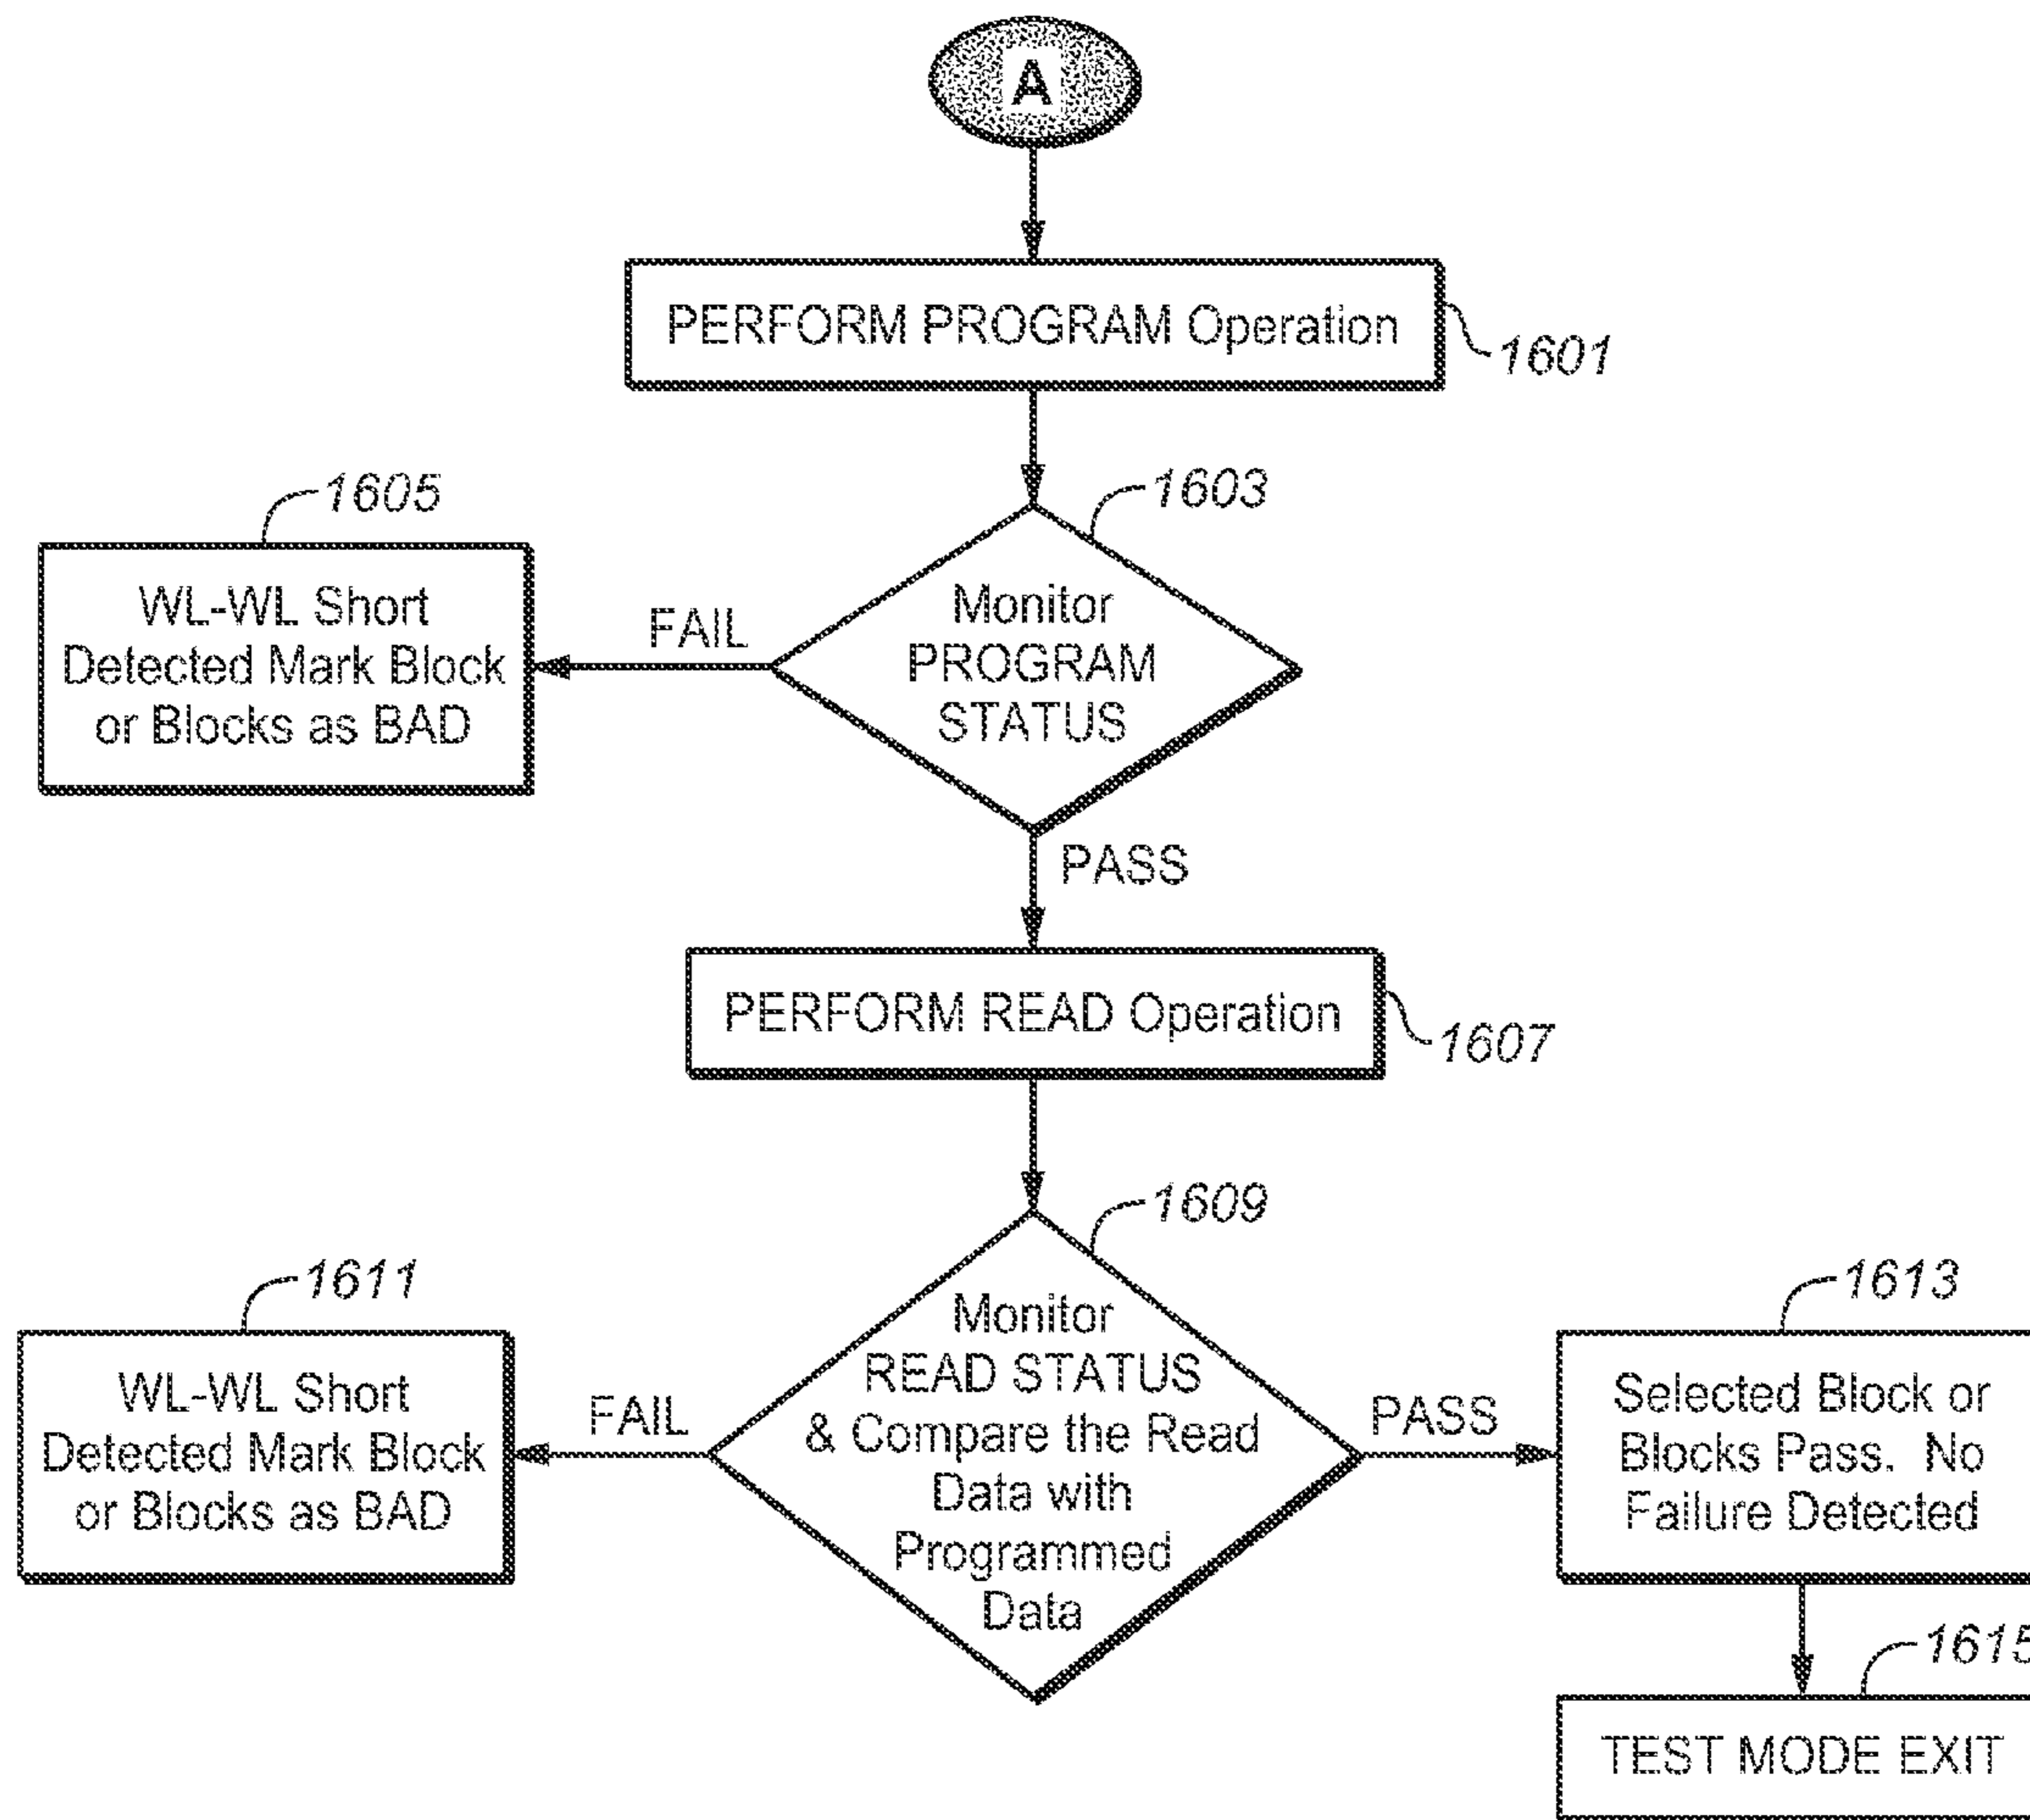 A
PERFORM PROGRAM Operation
1601
1605
1603
WL-WL Short
Detected Mark Block
or Blocks as BAD
FAIL
Monitor
PROGRAM
STATUS
PASS
PERFORM READ Operation
1607
1609
1611
1613
WL-WL Short
Detected Mark Block
or Blocks as BAD
FAIL
Monitor
READ STATUS
& Compare the Read
Data with
Programmed
Data
PASS
Selected Block or
Blocks Pass. No
Failure Detected
1615
TEST MODE EXIT